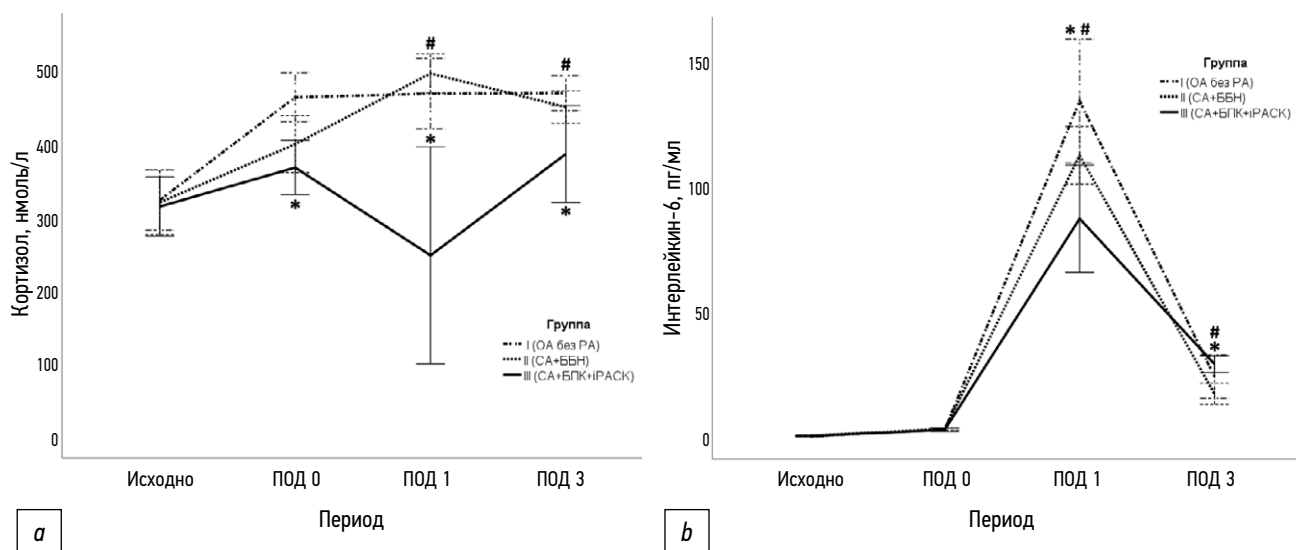 Кортизол, нмоль/л
500
400
300
200
100
0
#
#
*
*
*
Группа
I (ОА без РА)
II (СА+ББН)
III (СА+БПК+iPACK)
Исходно
ПОД 0
ПОД 1
ПОД 3
Период
a
Интерлейкин-6, пг/мл
150
100
50
0
* #
#
*
Группа
I (ОА без РА)
II (СА+ББН)
III (СА+БПК+iPACK)
Исходно
ПОД 0
ПОД 1
ПОД 3
Период
b